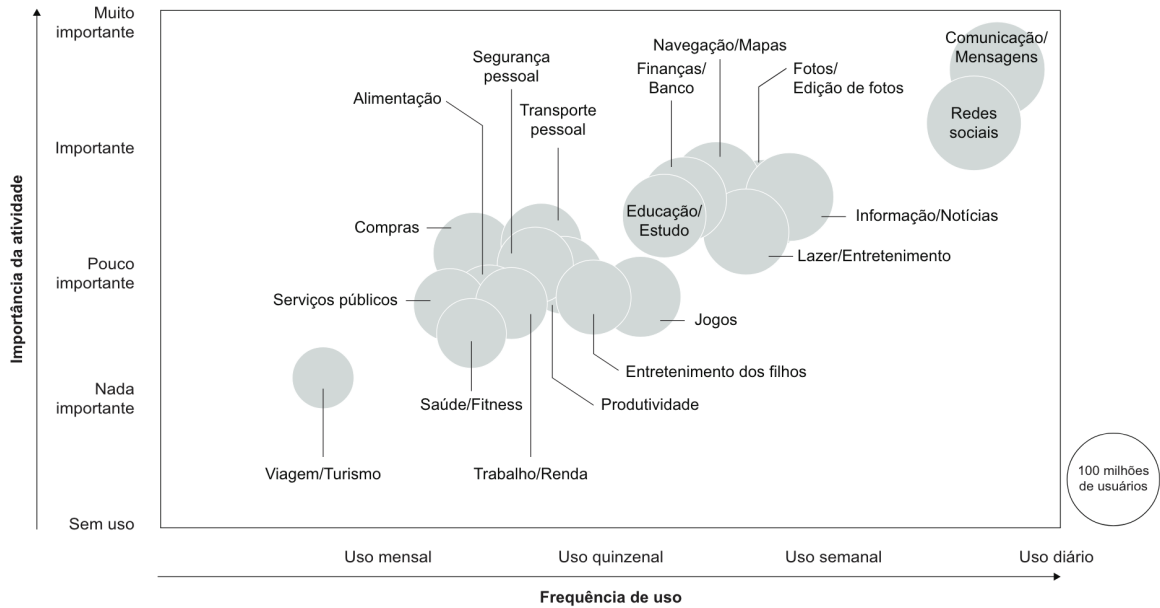 Muito
importante
Importante
Pouco
importante
Nada
importante
Sem uso
Importância da atividade
Comunicação/
Mensagens
Redes
sociais
Navegação/Mapas
Finanças/
Banco
Fotos/
Edição de fotos
Segurança
pessoal
Alimentação
Transporte
pessoal
Educação/
Estudo
Informação/Notícias
Compras
Lazer/Entretenimento
Serviços públicos
Jogos
Entretenimento dos filhos
Saúde/Fitness
Produtividade
Viagem/Turismo
Trabalho/Renda
100 milhões
de usuários
Uso mensal
Uso quinzenal
Uso semanal
Uso diário
Frequência de uso